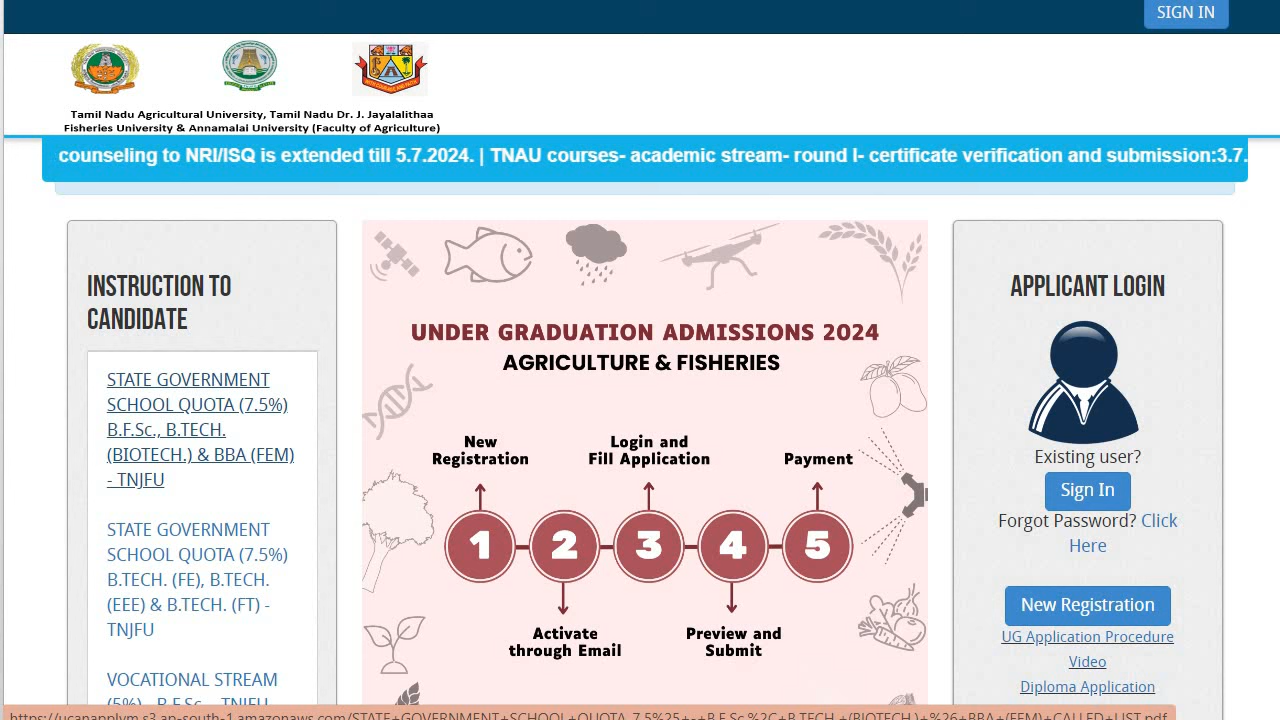 SIGN IN
Tamil Nadu Agricultural University, Tamil Nadu Dr. J. Jayalalithaa
Fisheries University & Annamalai University (Faculty of Agriculture)
counseling to NRI/ISQ is extended till 5.7.2024. | TNAU courses- academic stream- round I- certificate verification and submission:3.7.
INSTRUCTION TO
CANDIDATE
STATE GOVERNMENT
SCHOOL QUOTA (7.5%)
B.F.Sc., B.TECH.
(BIOTECH.) & BBA (FEM)
- TNJFU
STATE GOVERNMENT
SCHOOL QUOTA (7.5%)
B.TECH. (FE), B.TECH.
(EEE) & B.TECH. (FT) -
TNJFU
VOCATIONAL STREAM
(5%) - B.F.Sc. - TNJFU
UNDER GRADUATION ADMISSIONS 2024
AGRICULTURE & FISHERIES
New
Registration
Login and
Fill Application
Payment
1 2 3 4 5
Activate
through Email
Preview and
Submit
APPLICANT LOGIN
Existing user?
Sign In
Forgot Password? Click
Here
New Registration
UG Application Procedure
Video
Diploma Application